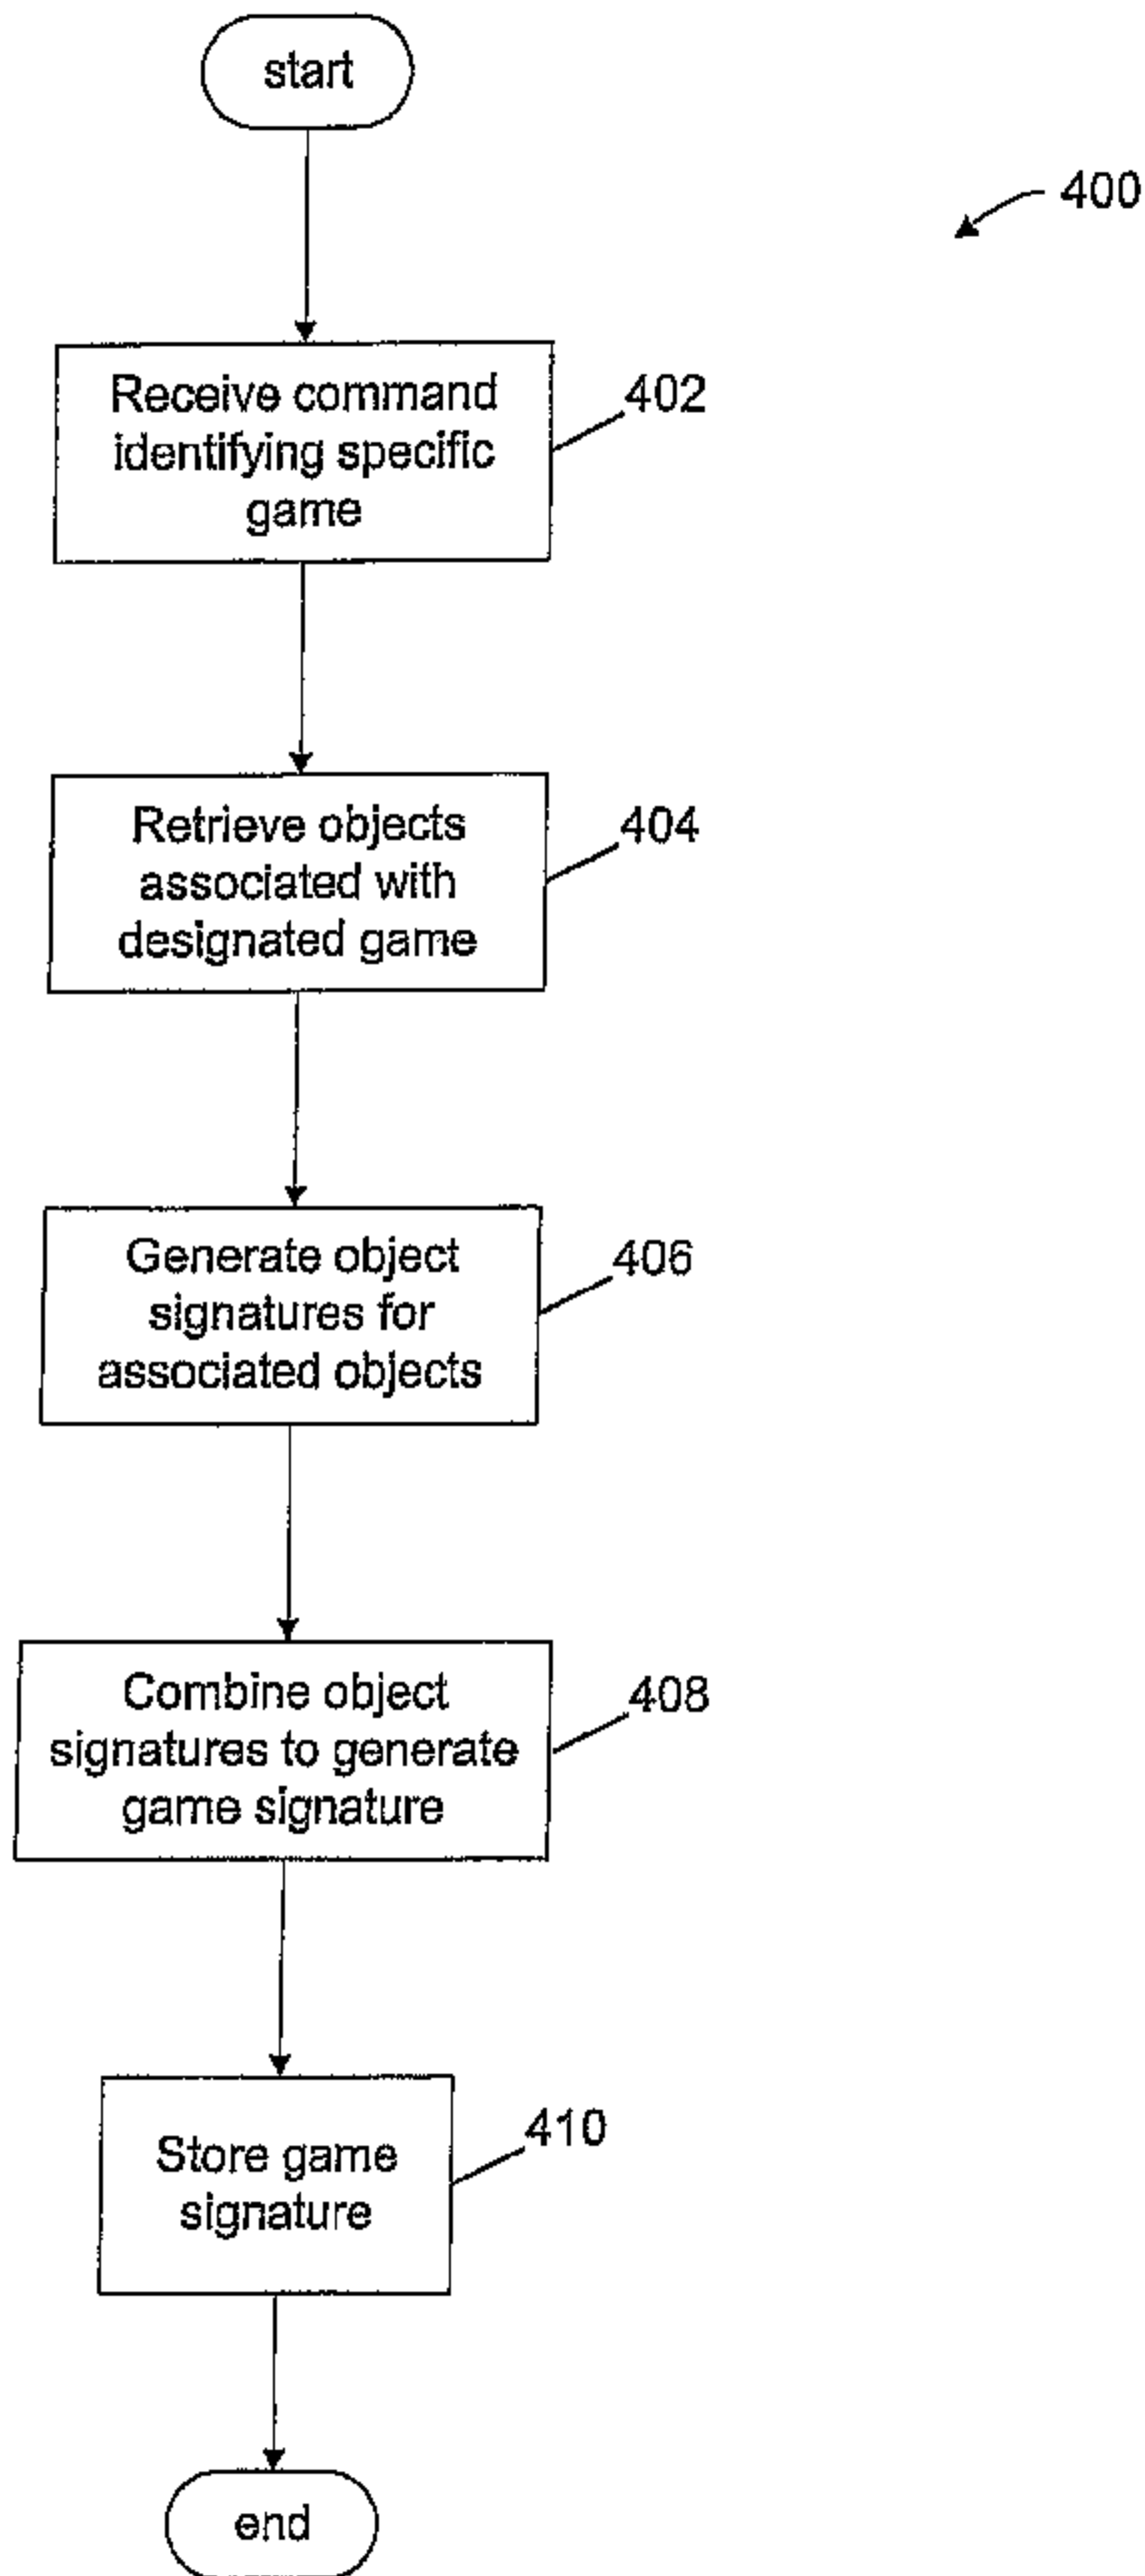 start
400
Receive command
identifying specific
game
402
Retrieve objects
associated with
designated game
404
Generate object
signatures for
associated objects
406
Combine object
signatures to generate
game signature
408
Store game
signature
410
end